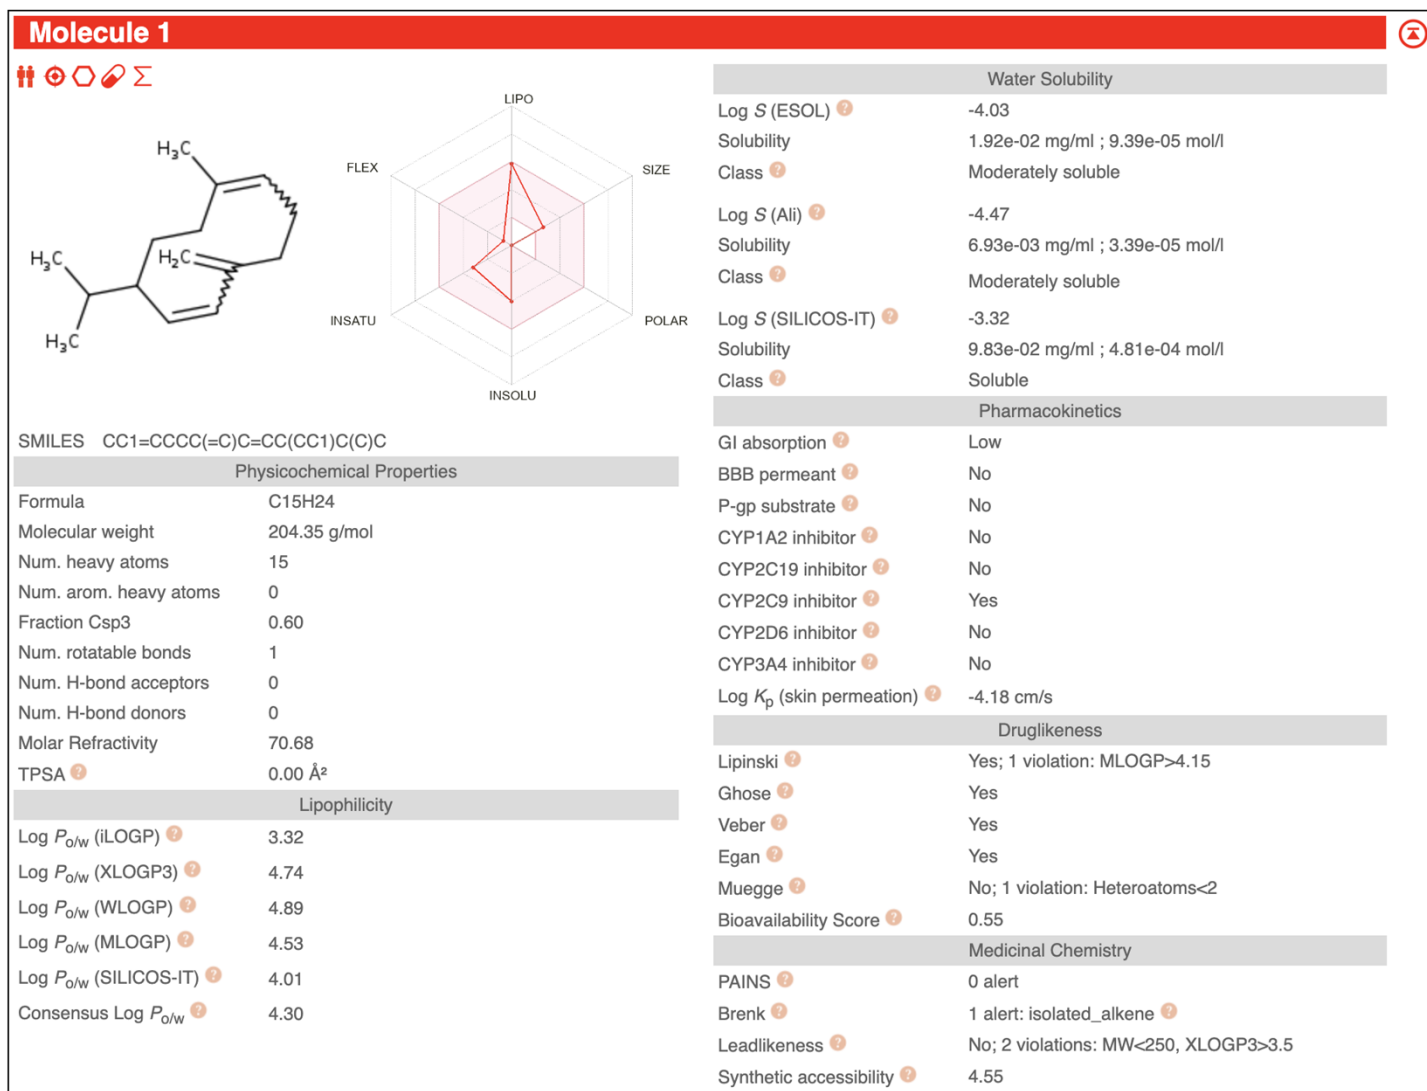 Molecule 1
H₃C
H₃C
H₂C
H₃C
LIPO
FLEX
SIZE
INSATU
POLAR
INSOLU
SMILES CC1=CCCC(=C)C=CC(CC1)C(C)C
Physicochemical Properties
Formula C15H24
Molecular weight 204.35 g/mol
Num. heavy atoms 15
Num. arom. heavy atoms 0
Fraction Csp3 0.60
Num. rotatable bonds 1
Num. H-bond acceptors 0
Num. H-bond donors 0
Molar Refractivity 70.68
TPSA ? 0.00 Å²
Lipophilicity
Log Po/w (iLOGP) ? 3.32
Log Po/w (XLOGP3) ? 4.74
Log Po/w (WLOGP) ? 4.89
Log Po/w (MLOGP) ? 4.53
Log Po/w (SILICOS-IT) ? 4.01
Consensus Log Po/w ? 4.30
Water Solubility
Log S (ESOL) ? -4.03
Solubility 1.92e-02 mg/ml ; 9.39e-05 mol/l
Class ? Moderately soluble
Log S (Ali) ? -4.47
Solubility 6.93e-03 mg/ml ; 3.39e-05 mol/l
Class ? Moderately soluble
Log S (SILICOS-IT) ? -3.32
Solubility 9.83e-02 mg/ml ; 4.81e-04 mol/l
Class ? Soluble
Pharmacokinetics
GI absorption ? Low
BBB permeant ? No
P-gp substrate ? No
CYP1A2 inhibitor ? No
CYP2C19 inhibitor ? No
CYP2C9 inhibitor ? Yes
CYP2D6 inhibitor ? No
CYP3A4 inhibitor ? No
Log Kp (skin permeation) ? -4.18 cm/s
Druglikeness
Lipinski ? Yes; 1 violation: MLOGP>4.15
Ghose ? Yes
Veber ? Yes
Egan ? Yes
Muegge ? No; 1 violation: Heteroatoms<2
Bioavailability Score ? 0.55
Medicinal Chemistry
PAINS ? 0 alert
Brenk ? 1 alert: isolated_alkene ?
Leadlikeness ? No; 2 violations: MW<250, XLOGP3>3.5
Synthetic accessibility ? 4.55